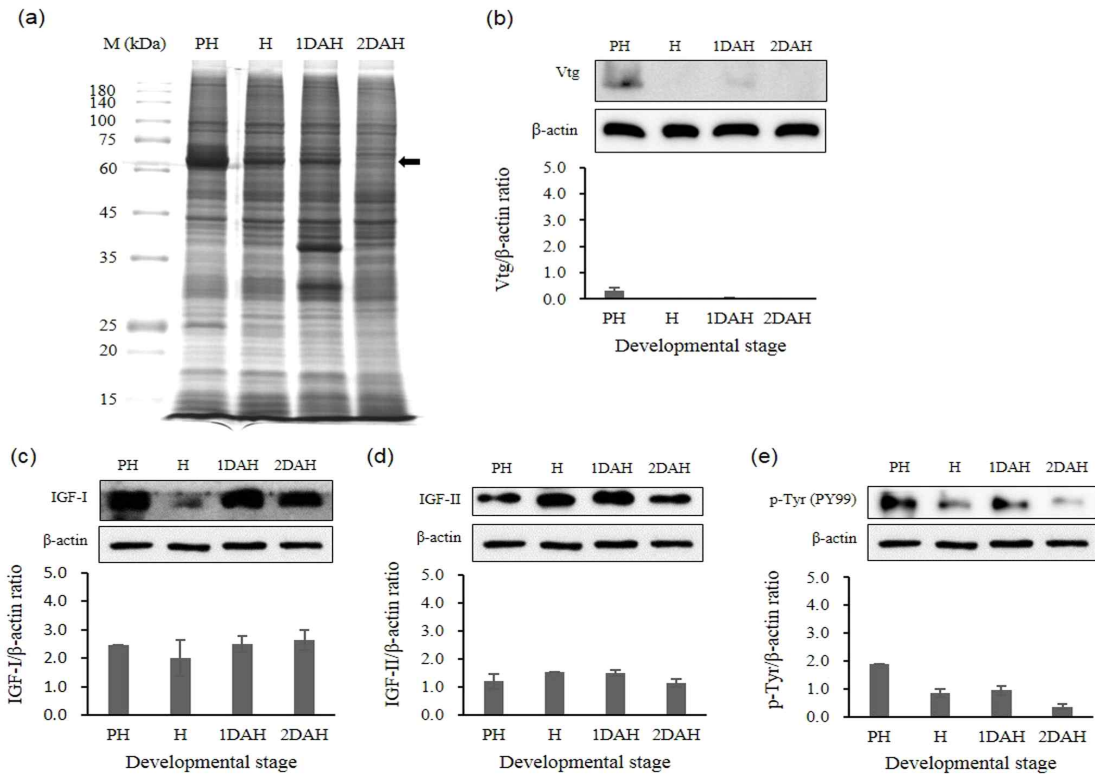 (a)
M (kDa) PH H 1DAH 2DAH
180
140
100
75
60
45
35
25
20
15
(b)
PH H 1DAH 2DAH
Vtg
β-actin
Vtg/β-actin ratio
5.0
4.0
3.0
2.0
1.0
0.0
PH H 1DAH 2DAH
Developmental stage
(c)
PH H 1DAH 2DAH
IGF-I
β-actin
IGF-I/β-actin ratio
5.0
4.0
3.0
2.0
1.0
0.0
PH H 1DAH 2DAH
Developmental stage
(d)
PH H 1DAH 2DAH
IGF-II
β-actin
IGF-II/β-actin ratio
5.0
4.0
3.0
2.0
1.0
0.0
PH H 1DAH 2DAH
Developmental stage
(e)
PH H 1DAH 2DAH
p-Tyr (PY99)
β-actin
p-Tyr/β-actin ratio
5.0
4.0
3.0
2.0
1.0
0.0
PH H 1DAH 2DAH
Developmental stage